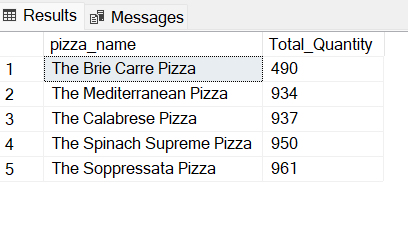 Results Messages
pizza_name Total_Quantity
1 The Brie Carre Pizza 490
2 The Mediterranean Pizza 934
3 The Calabrese Pizza 937
4 The Spinach Supreme Pizza 950
5 The Soppressata Pizza 961